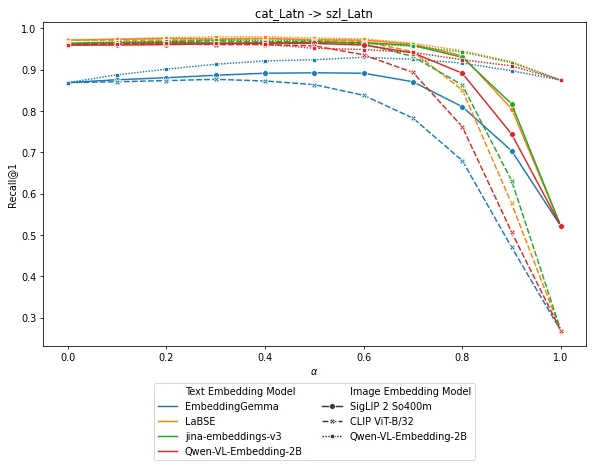 cat_Latn -> szl_Latn
Recall@1
1.0
0.9
0.8
0.7
0.6
0.5
0.4
0.3
0.0 0.2 0.4 0.6 0.8 1.0
α
Text Embedding Model Image Embedding Model
EmbeddingGemma SigLIP 2 So400m
LaBSE CLIP ViT-B/32
jina-embeddings-v3 Qwen-VL-Embedding-2B
Qwen-VL-Embedding-2B